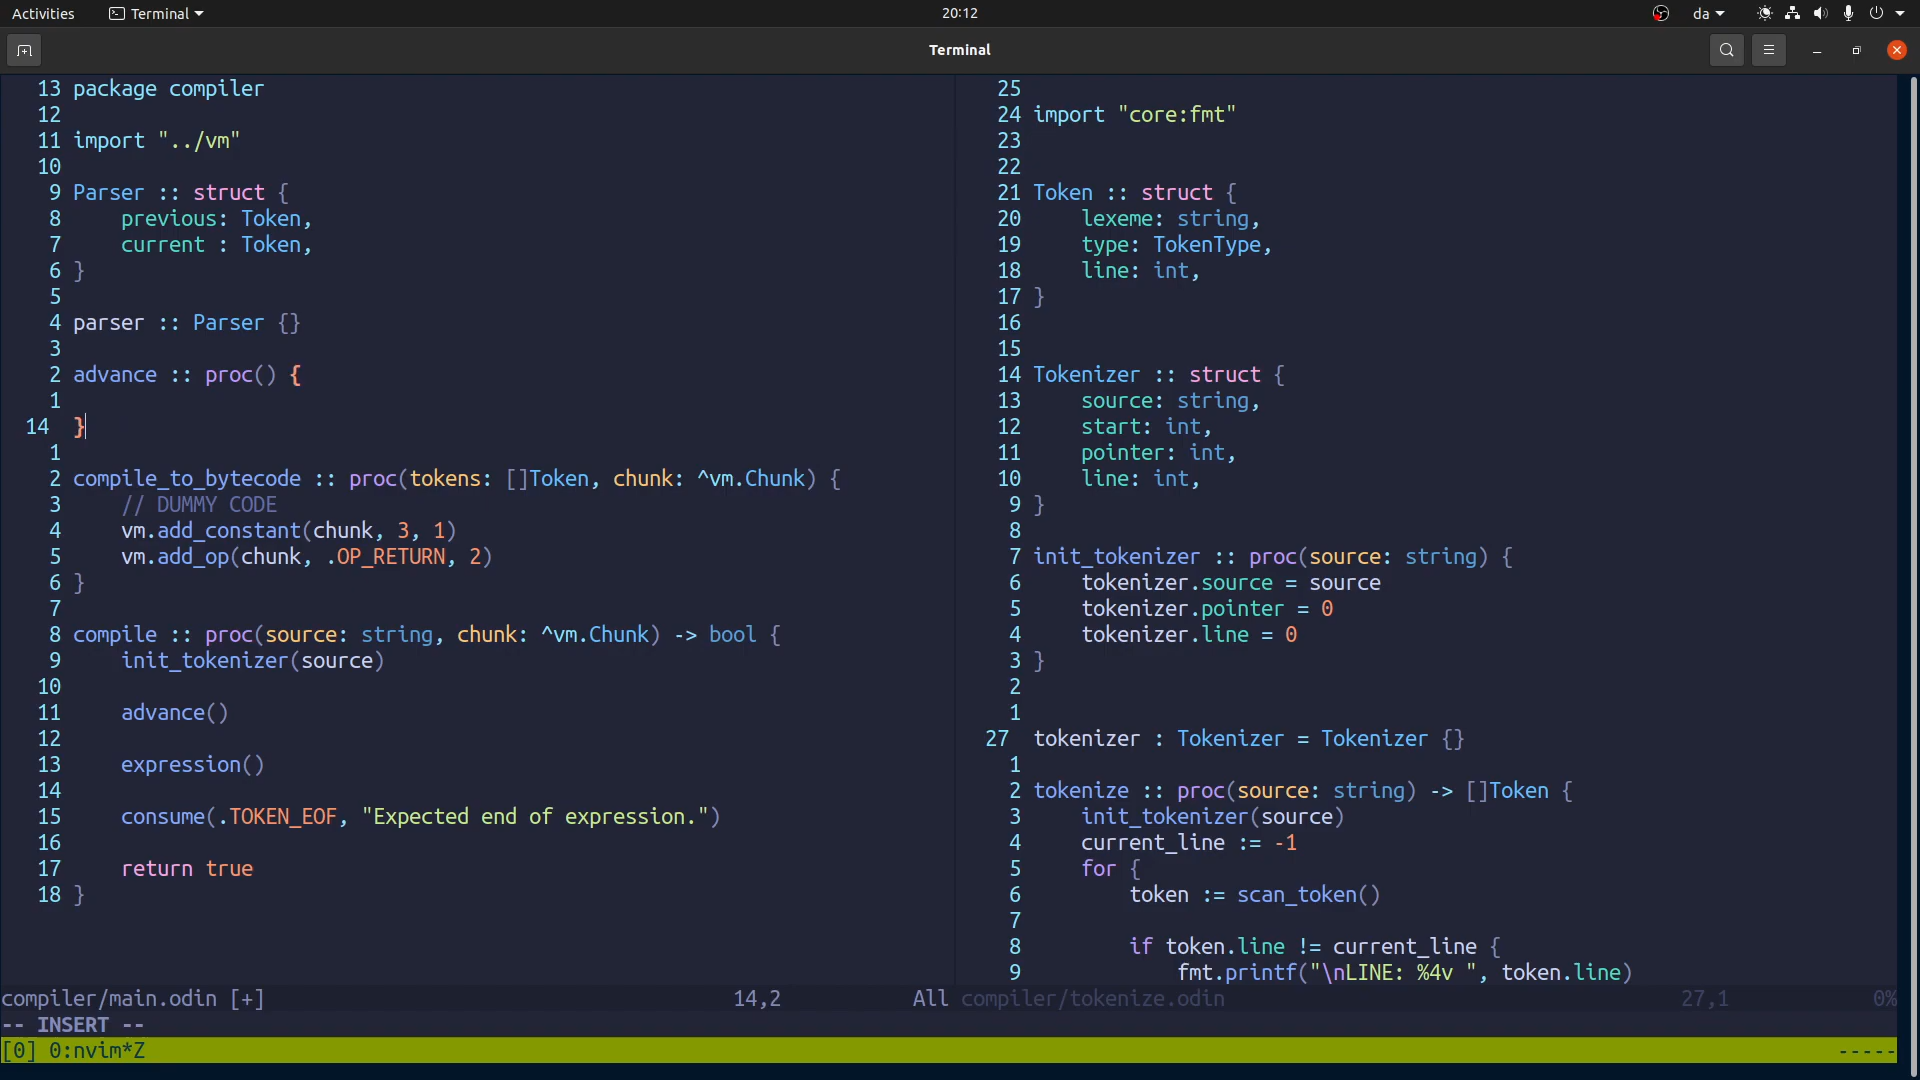 Activities Terminal 20:12 da
Terminal
13 package compiler
12
11 import "../vm"
10
9 Parser :: struct {
8     previous: Token,
7     current : Token,
6 }
5
4 parser :: Parser {}
3
2 advance :: proc() {
1
14 }
1
2 compile_to_bytecode :: proc(tokens: []Token, chunk: ^vm.Chunk) {
3     // DUMMY CODE
4     vm.add_constant(chunk, 3, 1)
5     vm.add_op(chunk, .OP_RETURN, 2)
6 }
7
8 compile :: proc(source: string, chunk: ^vm.Chunk) -> bool {
9     init_tokenizer(source)
10
11     advance()
12
13     expression()
14
15     consume(.TOKEN_EOF, "Expected end of expression.")
16
17     return true
18 }
compiler/main.odin [+] 14,2 All
25
24 import "core:fmt"
23
22
21 Token :: struct {
20     lexeme: string,
19     type: TokenType,
18     line: int,
17 }
16
15
14 Tokenizer :: struct {
13     source: string,
12     start: int,
11     pointer: int,
10     line: int,
9 }
8
7 init_tokenizer :: proc(source: string) {
6     tokenizer.source = source
5     tokenizer.pointer = 0
4     tokenizer.line = 0
3 }
2
1
27 tokenizer : Tokenizer = Tokenizer {}
1
2 tokenize :: proc(source: string) -> []Token {
3     init_tokenizer(source)
4     current_line := -1
5     for {
6         token := scan_token()
7
8         if token.line != current_line {
9             fmt.printf("\nLINE: %4v ", token.line)
compiler/tokenize.odin 27,1 0%
-- INSERT --
[0] 0:nvim*Z -----